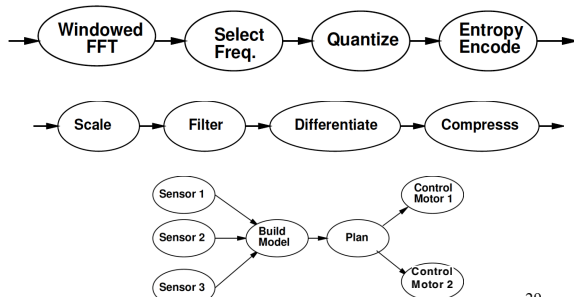 Windowed
FFT
Select
Freq.
Quantize
Entropy
Encode
Scale
Filter
Differentiate
Compresss
Sensor 1
Sensor 2
Sensor 3
Build
Model
Plan
Control
Motor 1
Control
Motor 2